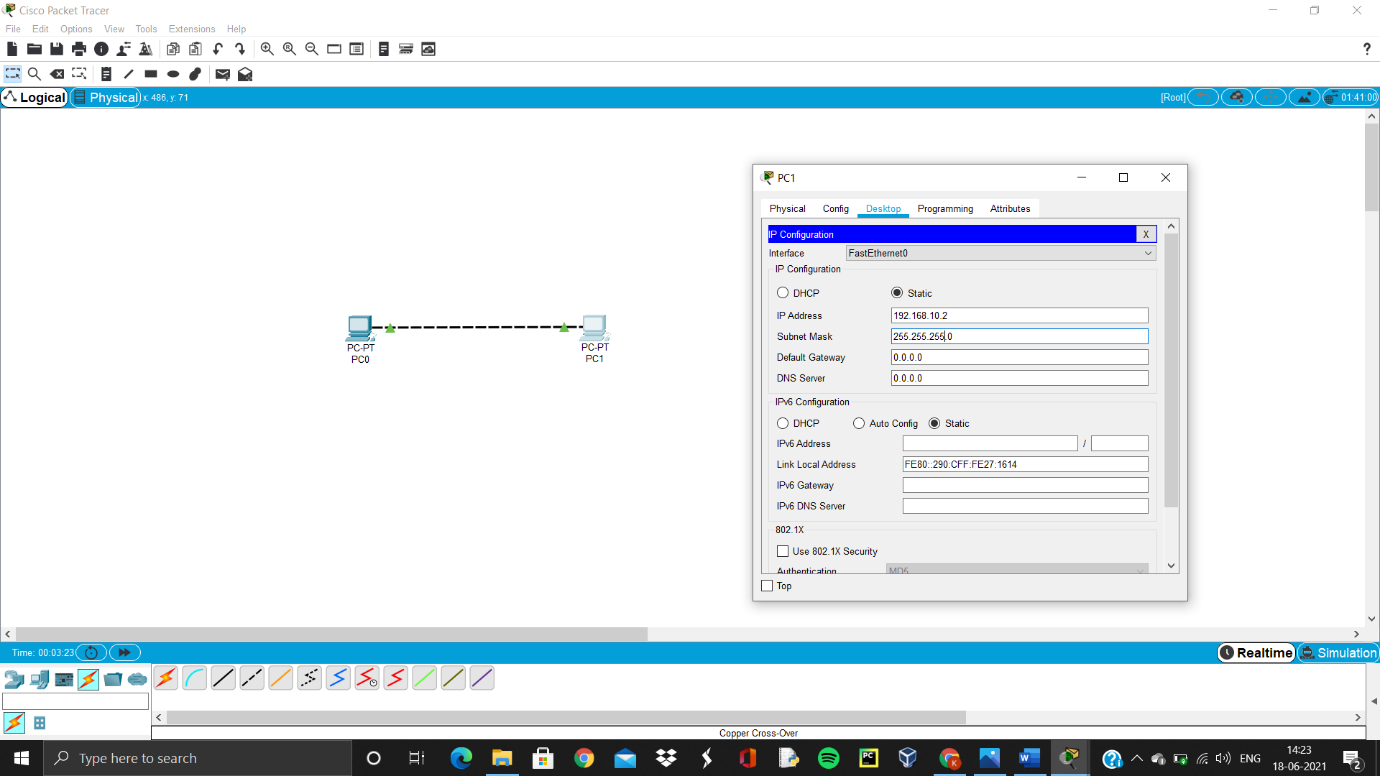 Cisco Packet Tracer
File Edit Options View Tools Extensions Help
?
Logical Physical x: 486, y: 71 [Root] 01:41:00
PC1
Physical Config Desktop Programming Attributes
IP Configuration X
Interface FastEthernet0
IP Configuration
DHCP Static
IP Address 192.168.10.2
Subnet Mask 255.255.255.0
Default Gateway 0.0.0.0
DNS Server 0.0.0.0
IPv6 Configuration
DHCP Auto Config Static
IPv6 Address /
Link Local Address FE80::290:CFF:FE27:1614
IPv6 Gateway
IPv6 DNS Server
802.1X
Use 802.1X Security
Authentication MD5
Top
PC-PT PC-PT
PC0 PC1
Time: 00:03:23 Realtime Simulation
Copper Cross-Over
Type here to search ENG 14:23
18-06-2021 2